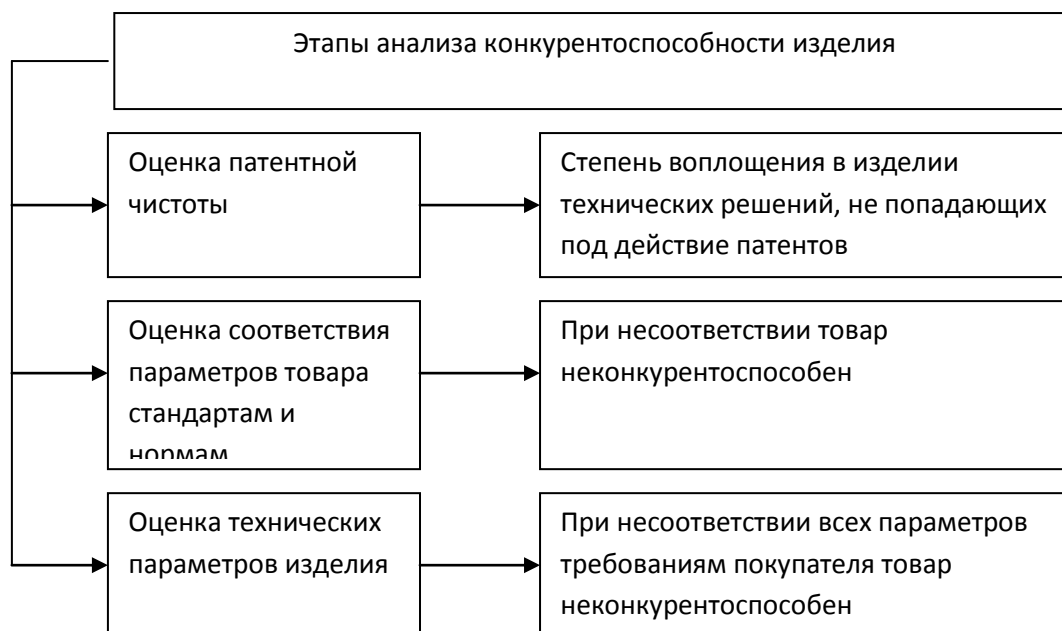 Этапы анализа конкурентоспособности изделия
Оценка патентной
чистоты
Степень воплощения в изделии
технических решений, не попадающих
под действие патентов
Оценка соответствия
параметров товара
стандартам и
нормам
При несоответствии товар
неконкурентоспособен
Оценка технических
параметров изделия
При несоответствии всех параметров
требованиям покупателя товар
неконкурентоспособен